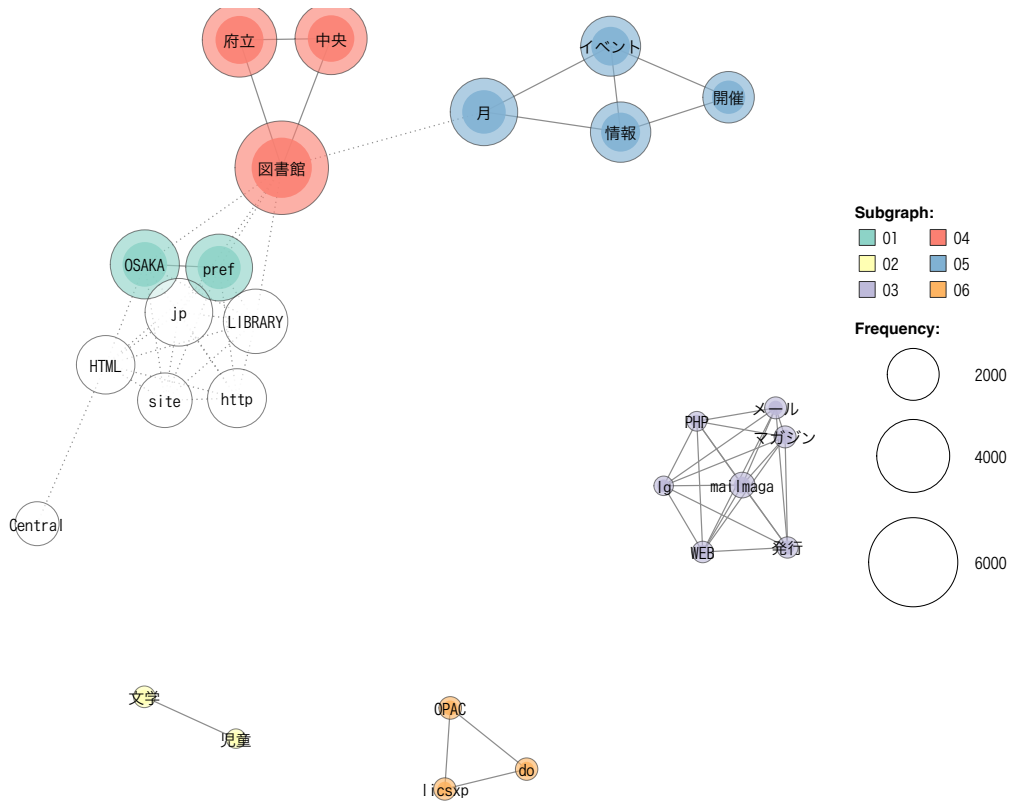 府立
中央
イベント
開催
月
情報
図書館
OSAKA
pref
jp
LIBRARY
HTML
site
http
Central
Subgraph:
01
04
02
05
03
06
Frequency:
2000
4000
6000
メール
PHP
マガジン
lg
mailmaga
WEB
発行
文学
児童
OPAC
do
licsxp